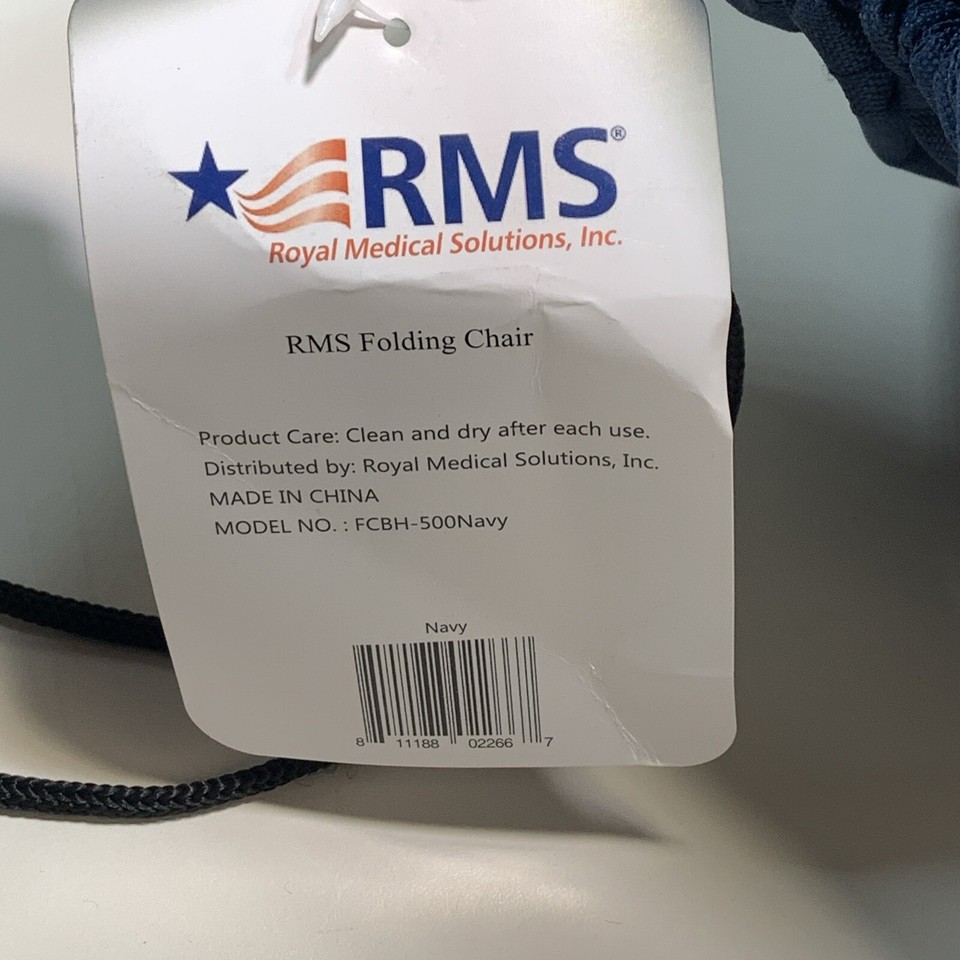 RMS®
Royal Medical Solutions, Inc.
RMS Folding Chair
Product Care: Clean and dry after each use.
Distributed by: Royal Medical Solutions, Inc.
MADE IN CHINA
MODEL NO. : FCBH-500Navy
Navy
8 11188 02266 7